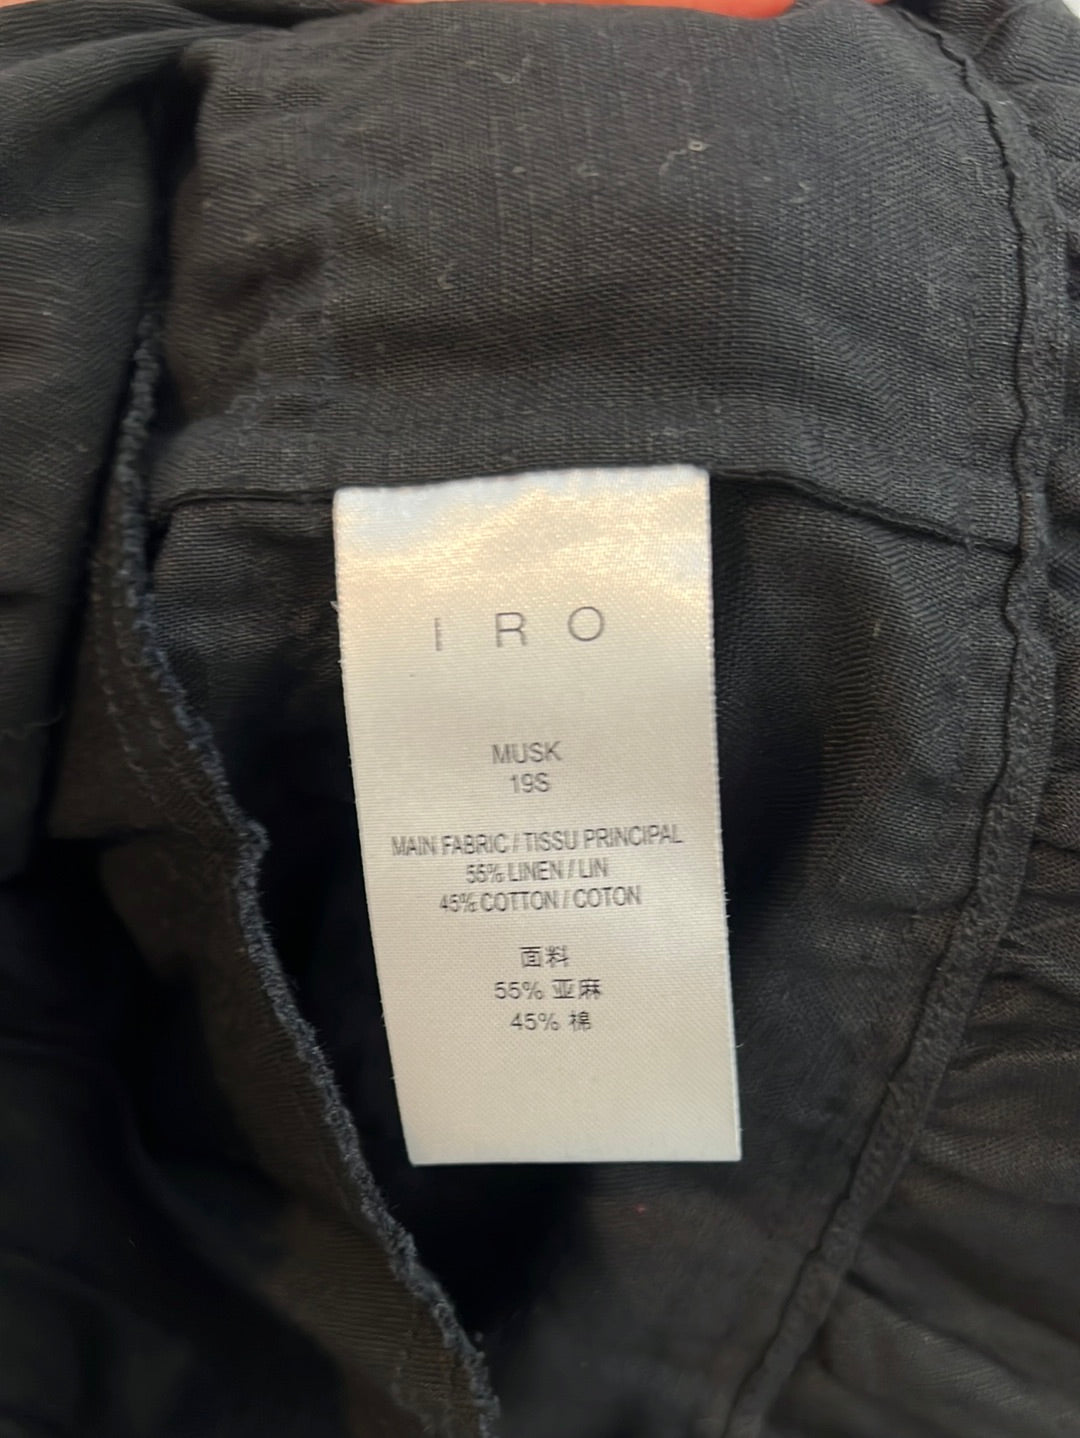 IRO
MUSK
19S
MAIN FABRIC / TISSU PRINCIPAL
55% LINEN / LIN
45% COTTON / COTON
面料
55% 亚麻
45% 棉